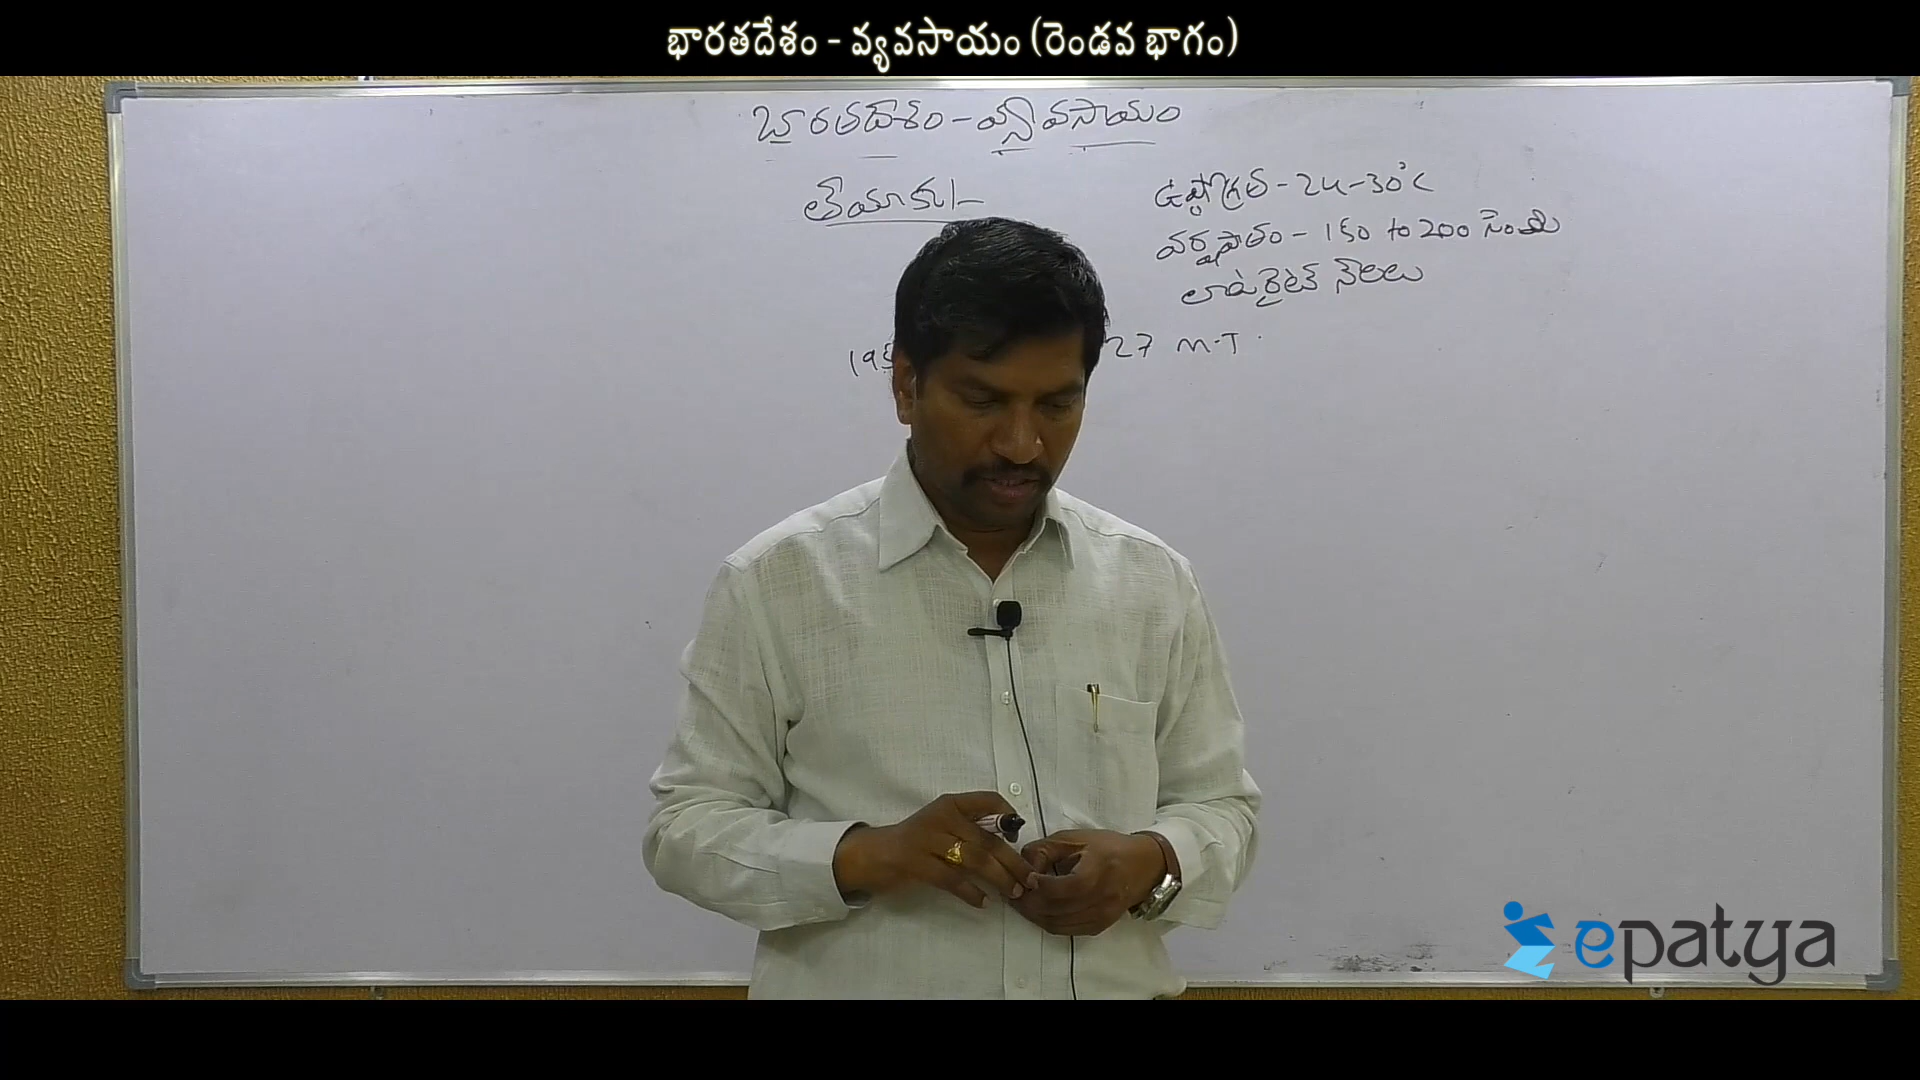 భారతదేశం - వ్యవసాయం (రెండవ భాగం)
భారతదేశం - వ్యవసాయం
తేయాకు :-
ఉష్ణోగ్రత - 24-30°C
వర్షపాతం - 150 to 200 సెం.మీ
లాటరైట్ నేలలు
27 M.T.
epatya